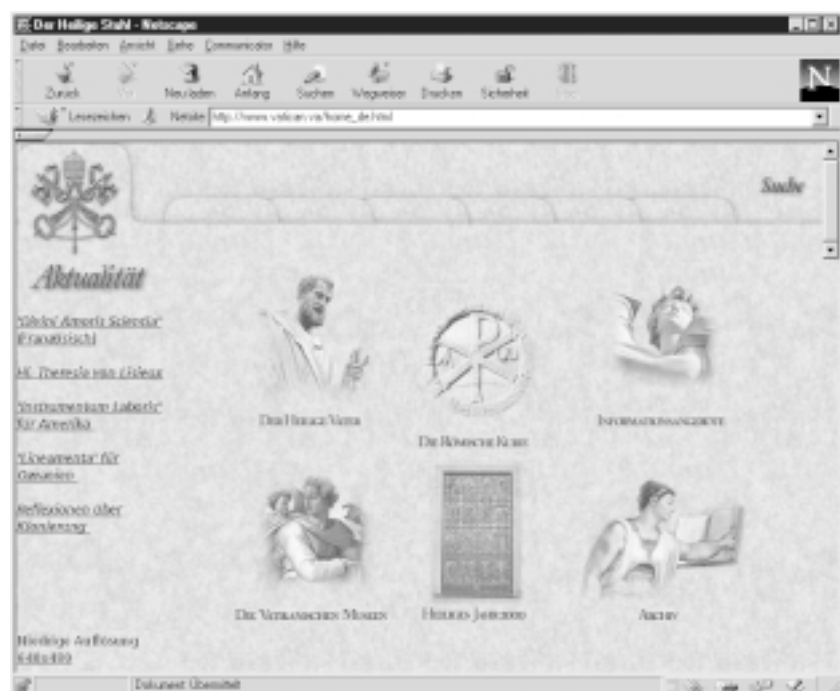 Der Heilige Stuhl - Netscape
Datei Bearbeiten Ansicht Gehe Communicator Hilfe
Zurück Vor Neu laden Anfang Suchen Wegweiser Drucken Sicherheit Stop
Lesezeichen Netsite http://www.vatican.va/home_de.html
Suche
Aktualität
"Divini Amoris Scientia"
(Französisch)
Hl. Theresia von Lisieux
"Instrumentum Laboris"
für Amerika
"Lineamenta" für
Ozeanien
Reflexionen über
Klonierung
Der Heilige Vater
Die Römische Kurie
Informationsangebote
Die Vatikanischen Museen
Heiliges Jahr 2000
Archiv
Niedrige Auflösung
640x480
Dokument Übermittelt